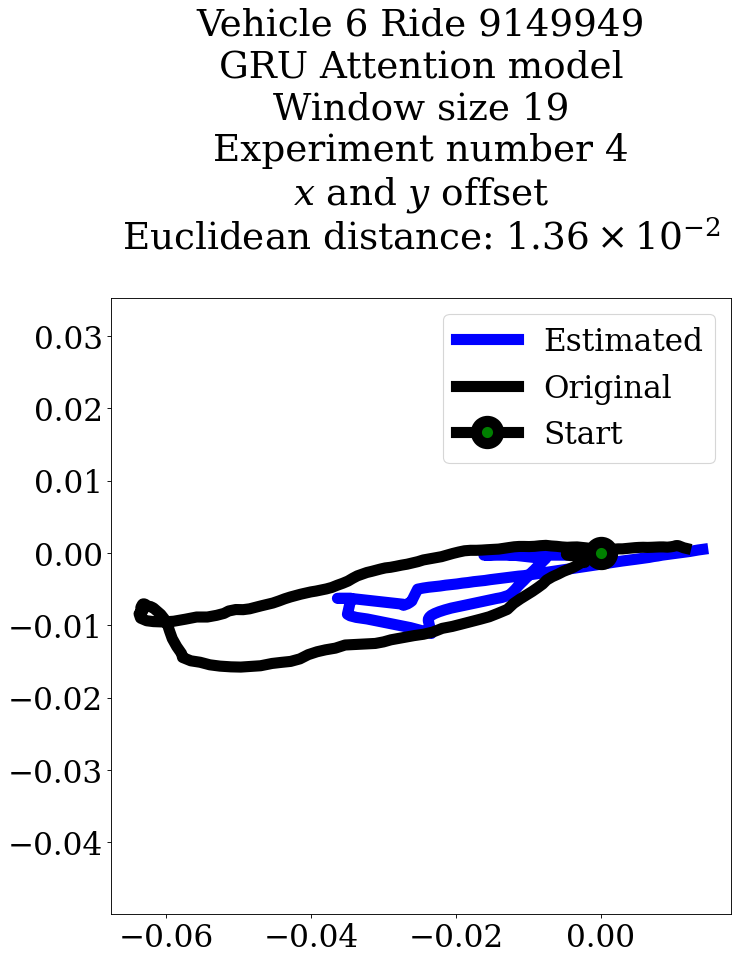 Vehicle 6 Ride 9149949
GRU Attention model
Window size 19
Experiment number 4
x and y offset
Euclidean distance: 1.36 × 10⁻²
Estimated
Original
Start
0.03
0.02
0.01
0.00
−0.01
−0.02
−0.03
−0.04
−0.06 −0.04 −0.02 0.00